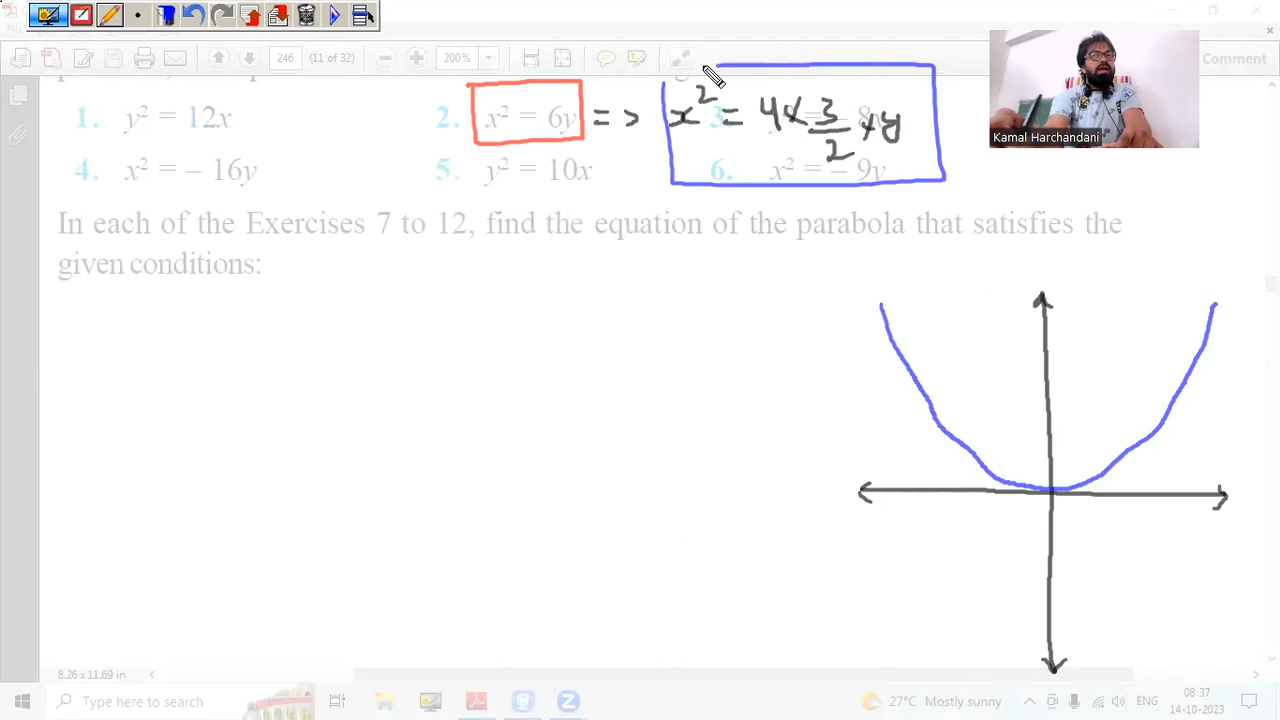 246 (11 of 32) 200%
1. y² = 12x 2. x² = 6y => x² = 4 × 3/2 × y
4. x² = – 16y 5. y² = 10x 6. x² = – 9y
In each of the Exercises 7 to 12, find the equation of the parabola that satisfies the
given conditions:
Kamal Harchandani
8.26 x 11.69 in
Type here to search 27°C Mostly sunny ENG 08:37
14-10-2023